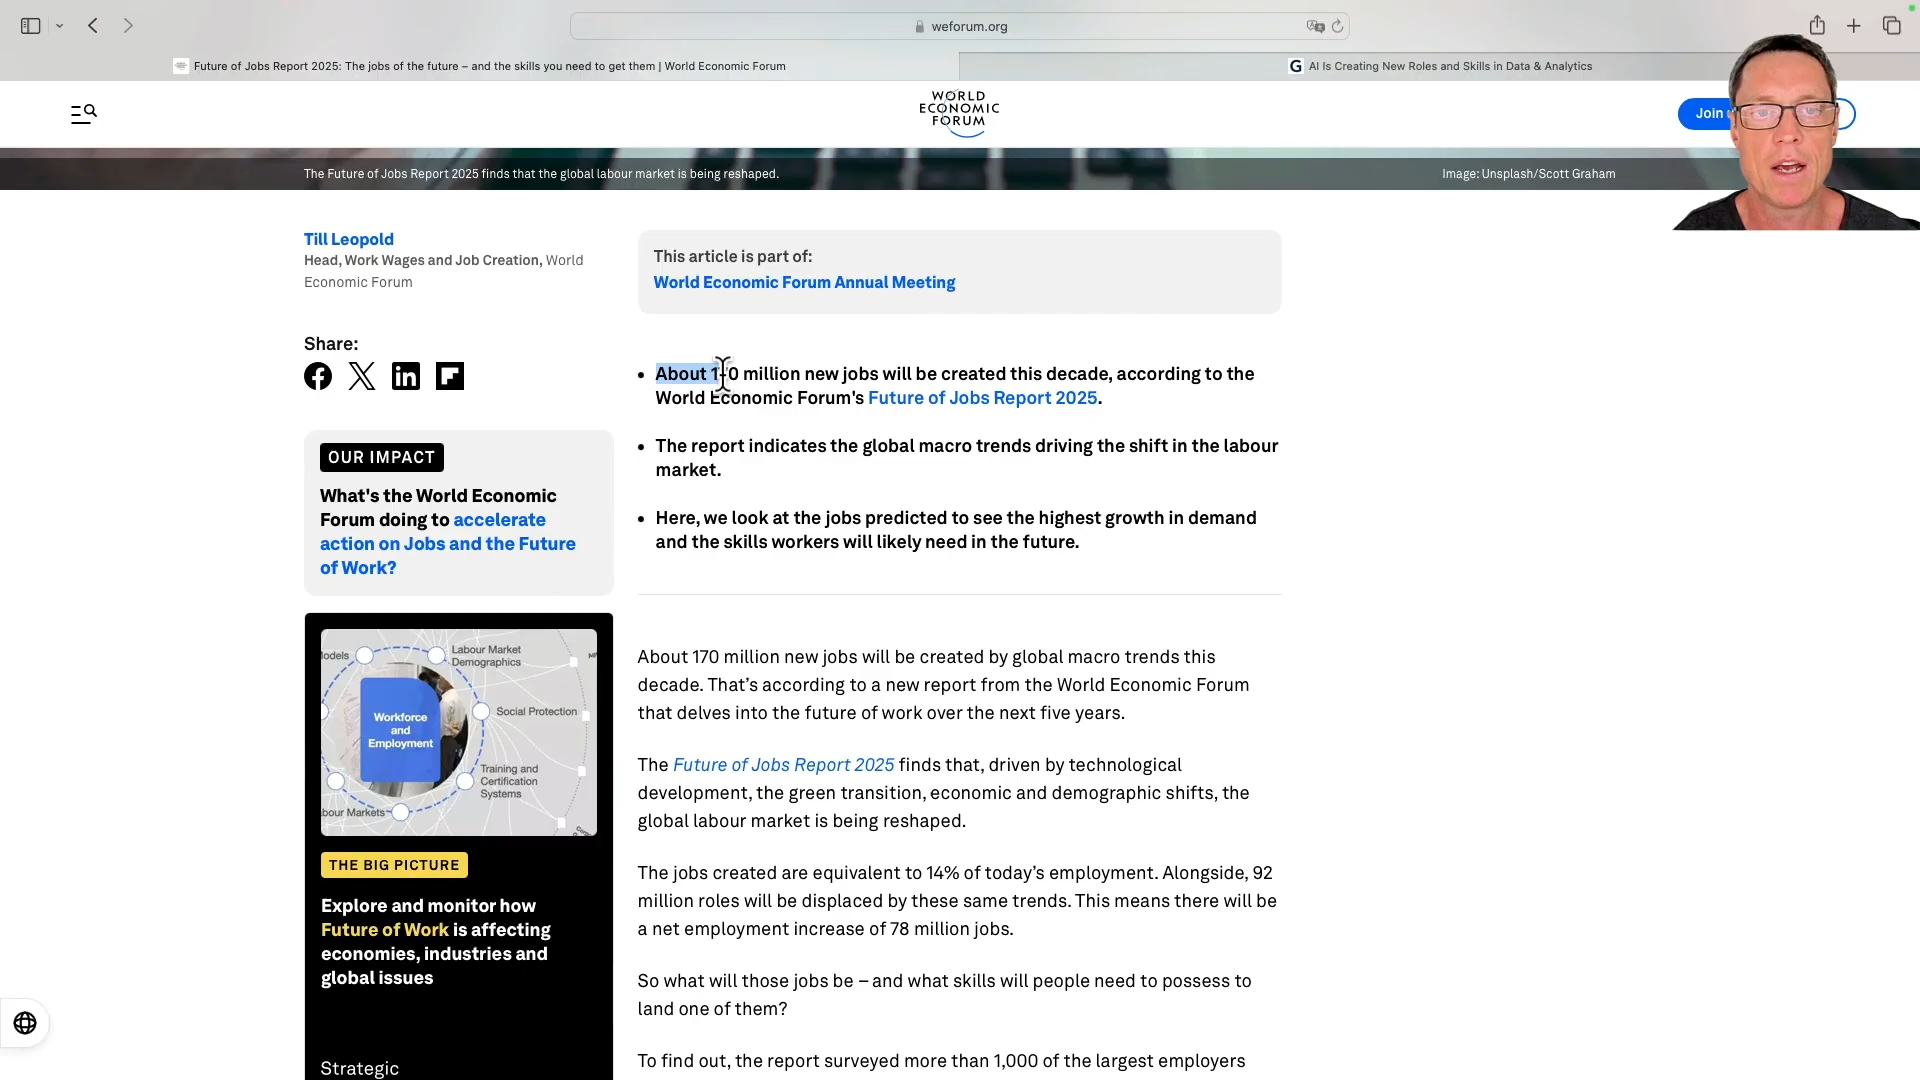 weforum.org
Future of Jobs Report 2025: The jobs of the future – and the skills you need to get them | World Economic Forum
G AI Is Creating New Roles and Skills in Data & Analytics
WORLD
ECONOMIC
FORUM
Join
The Future of Jobs Report 2025 finds that the global labour market is being reshaped.
Image: Unsplash/Scott Graham
Till Leopold
Head, Work Wages and Job Creation, World
Economic Forum
Share:
OUR IMPACT
What's the World Economic
Forum doing to accelerate
action on Jobs and the Future
of Work?
Models
Labour Market
Demographics
Workforce
and
Employment
Social Protection
Training and
Certification
Systems
Labour Markets
THE BIG PICTURE
Explore and monitor how
Future of Work is affecting
economies, industries and
global issues
Strategic
This article is part of:
World Economic Forum Annual Meeting
• About 170 million new jobs will be created this decade, according to the
World Economic Forum's Future of Jobs Report 2025.
• The report indicates the global macro trends driving the shift in the labour
market.
• Here, we look at the jobs predicted to see the highest growth in demand
and the skills workers will likely need in the future.
About 170 million new jobs will be created by global macro trends this
decade. That’s according to a new report from the World Economic Forum
that delves into the future of work over the next five years.
The Future of Jobs Report 2025 finds that, driven by technological
development, the green transition, economic and demographic shifts, the
global labour market is being reshaped.
The jobs created are equivalent to 14% of today’s employment. Alongside, 92
million roles will be displaced by these same trends. This means there will be
a net employment increase of 78 million jobs.
So what will those jobs be – and what skills will people need to possess to
land one of them?
To find out, the report surveyed more than 1,000 of the largest employers